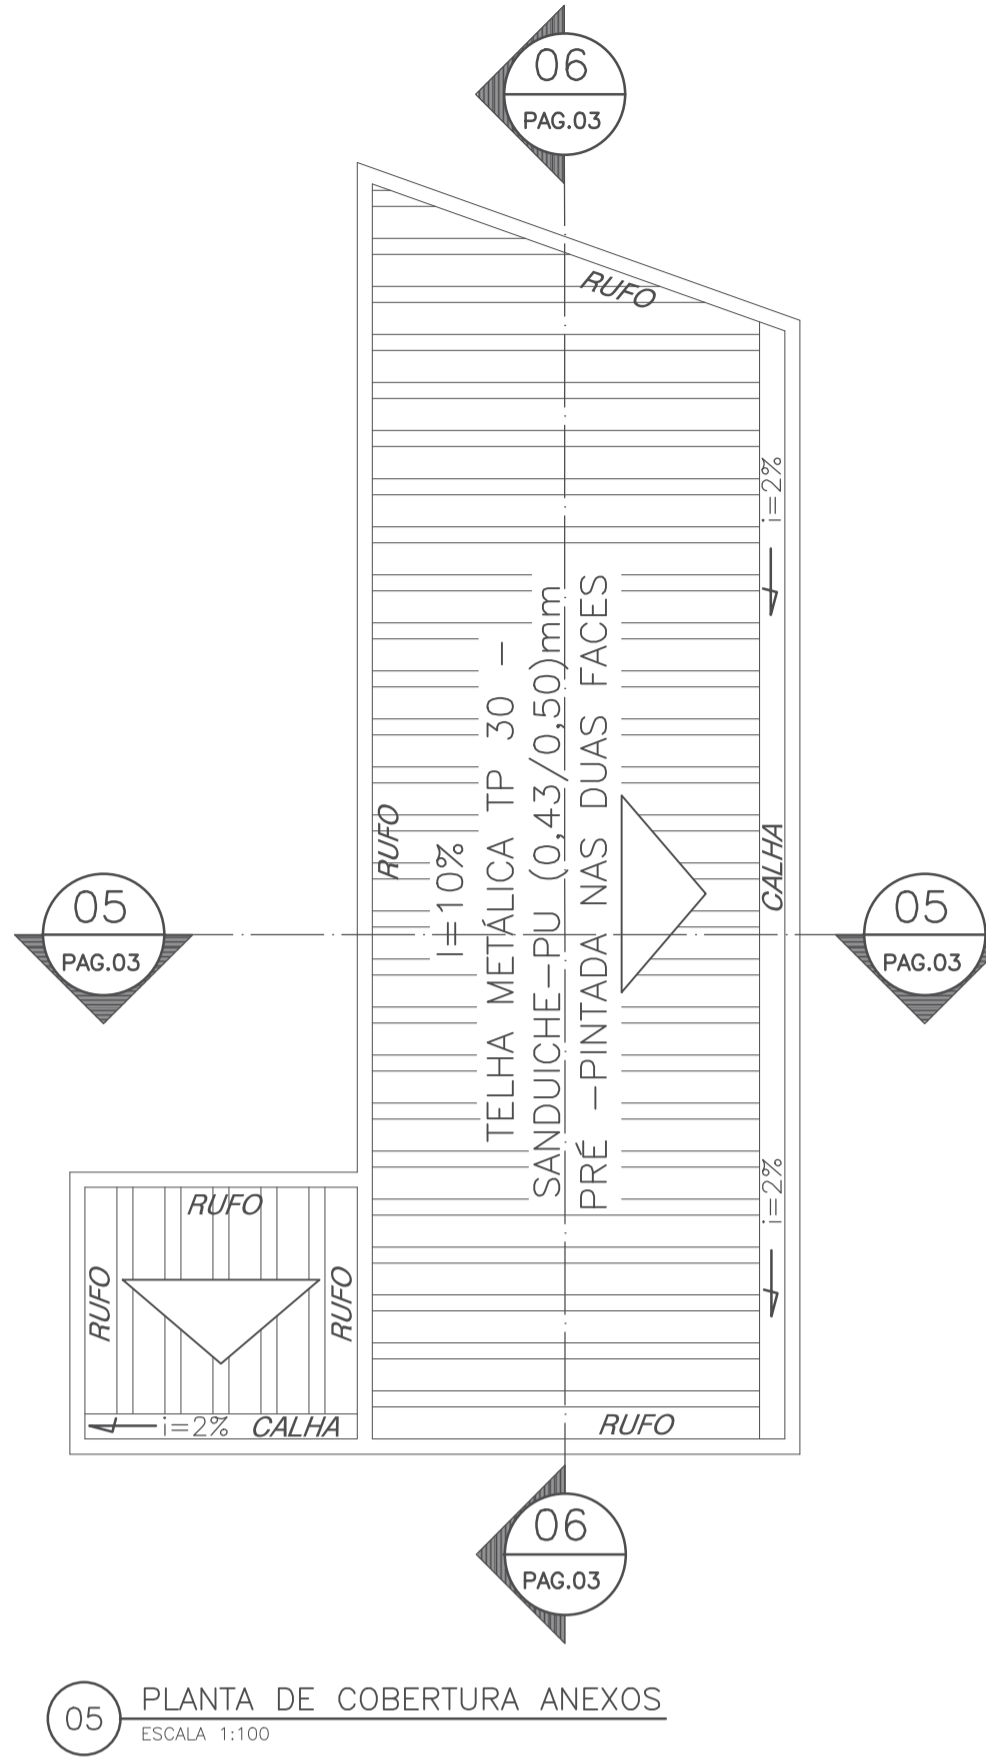 06
PAG.03
RUFO
i=2%
RUFO
I=10%
TELHA METÁLICA TP 30 –
SANDUICHE–PU (0,43/0,50)mm
PRÉ –PINTADA NAS DUAS FACES
CALHA
05
PAG.03
05
PAG.03
i=2%
RUFO
RUFO
RUFO
i=2% CALHA
RUFO
06
PAG.03
05
PLANTA DE COBERTURA ANEXOS
ESCALA 1:100